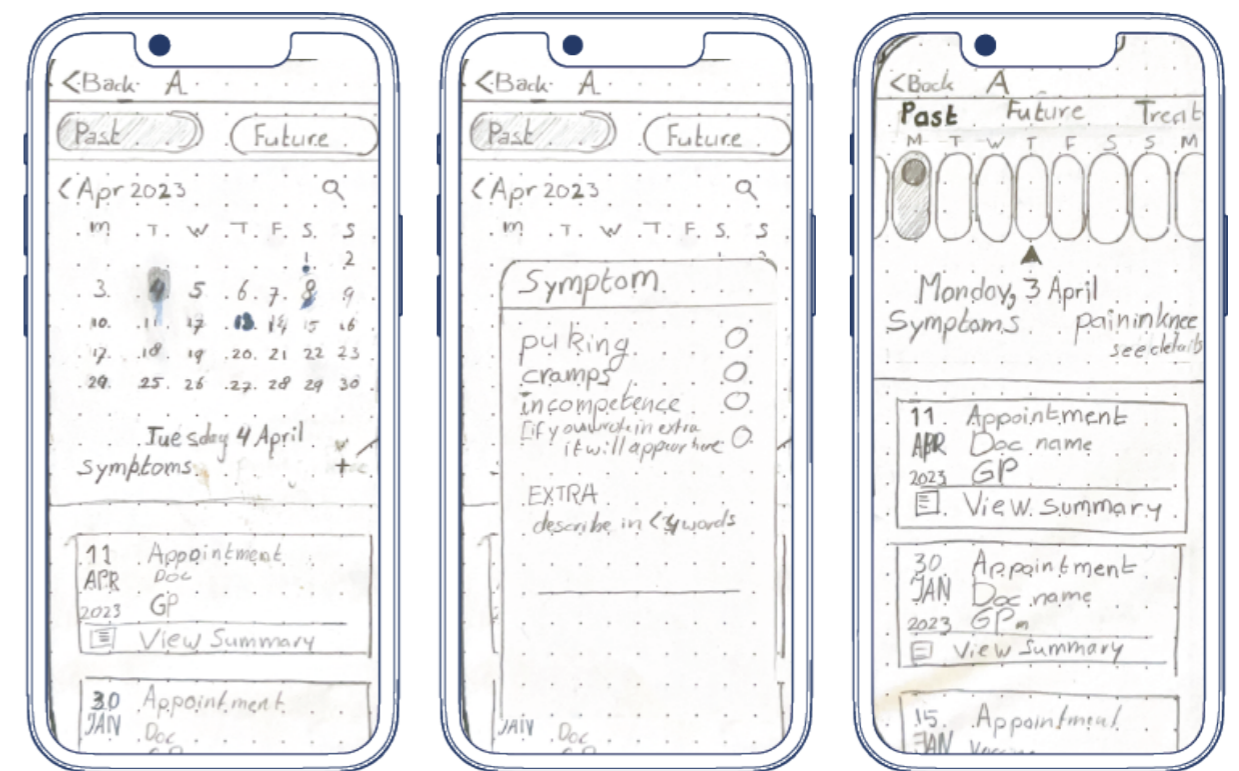 <Back A
Past Future
<Apr 2023
M T W T F S S
1 2
3 4 5 6 7 8 9
10 11 12 13 14 15 16
17 18 19 20 21 22 23
24 25 26 27 28 29 30
Tuesday 4 April
Symptoms +
11 Appointment
APR Doc
2023 GP
View Summary
30 Appointment
JAN Doc
GP
<Back A
Past Future
<Apr 2023
M T W T F S S
Symptom
puking
cramps
incompetence
[if you wrote in extra
it will appear here
EXTRA
describe in <4 words
JAN Doc
<Back A
Past Future Treat
M T W T F S S M
Monday, 3 April
Symptoms pain in knee
see details
11 Appointment
APR Doc name
2023 GP
View Summary
30 Appointment
JAN Doc name
2023 GP
View Summary
15 Appointment
JAN